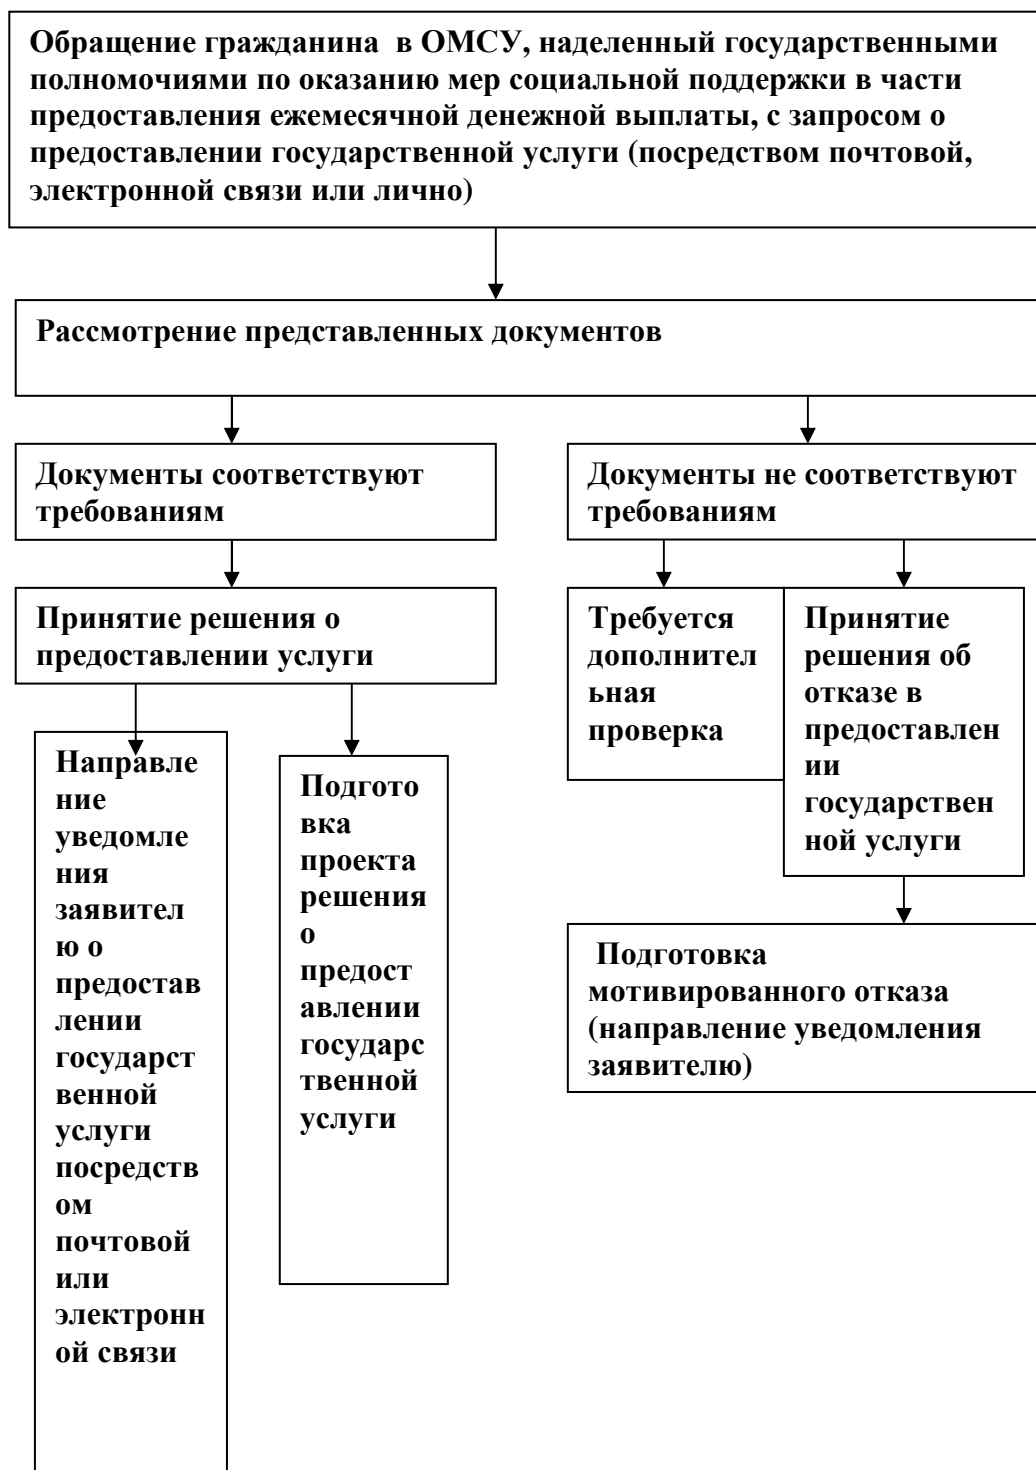 Обращение гражданина  в ОМСУ, наделенный государственными
полномочиями по оказанию мер социальной поддержки в части
предоставления ежемесячной денежной выплаты, с запросом о
предоставлении государственной услуги (посредством почтовой,
электронной связи или лично)
Рассмотрение представленных документов
Документы соответствуют
требованиям
Документы не соответствуют
требованиям
Принятие решения о
предоставлении услуги
Требуется
дополнител
ьная
проверка
Принятие
решения об
отказе в
предоставлен
ии
государствен
ной услуги
Направле
ние
уведомле
ния
заявител
ю о
предостав
лении
государст
венной
услуги
посредств
ом
почтовой
или
электронн
ой связи
Подгото
вка
проекта
решения
о
предост
авлении
государс
твенной
услуги
Подготовка
мотивированного отказа
(направление уведомления
заявителю)